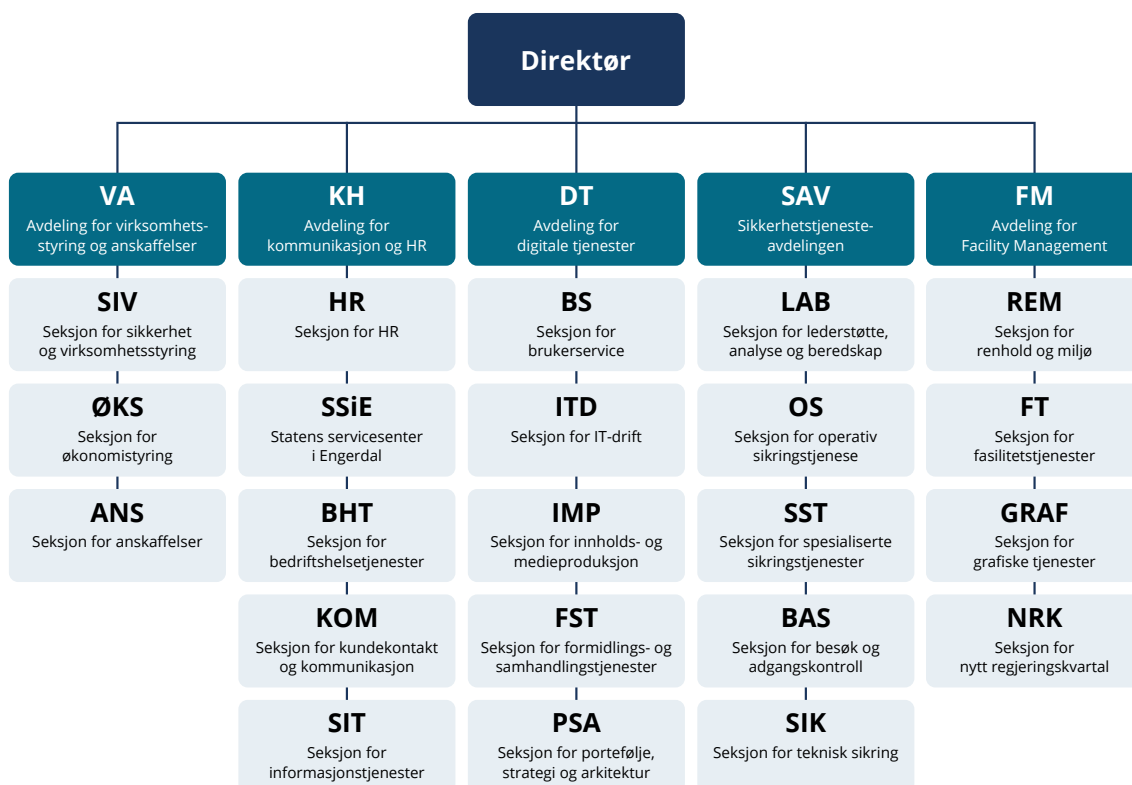 Direktør
VA
Avdeling for virksomhets-
styring og anskaffelser
SIV
Seksjon for sikkerhet
og virksomhetsstyring
ØKS
Seksjon for
økonomistyring
ANS
Seksjon for anskaffelser
KH
Avdeling for
kommunikasjon og HR
HR
Seksjon for HR
SSiE
Statens servicesenter
i Engerdal
BHT
Seksjon for
bedriftshelsetjenester
KOM
Seksjon for kundekontakt
og kommunikasjon
SIT
Seksjon for
informasjonstjenester
DT
Avdeling for
digitale tjenester
BS
Seksjon for
brukerservice
ITD
Seksjon for IT-drift
IMP
Seksjon for innholds- og
medieproduksjon
FST
Seksjon for formidlings- og
samhandlingstjenester
PSA
Seksjon for portefølje,
strategi og arkitektur
SAV
Sikkerhetstjeneste-
avdelingen
LAB
Seksjon for lederstøtte,
analyse og beredskap
OS
Seksjon for operativ
sikringstjenese
SST
Seksjon for spesialiserte
sikringstjenester
BAS
Seksjon for besøk og
adgangskontroll
SIK
Seksjon for teknisk sikring
FM
Avdeling for
Facility Management
REM
Seksjon for
renhold og miljø
FT
Seksjon for
fasilitetstjenester
GRAF
Seksjon for
grafiske tjenester
NRK
Seksjon for
nytt regjeringskvartal